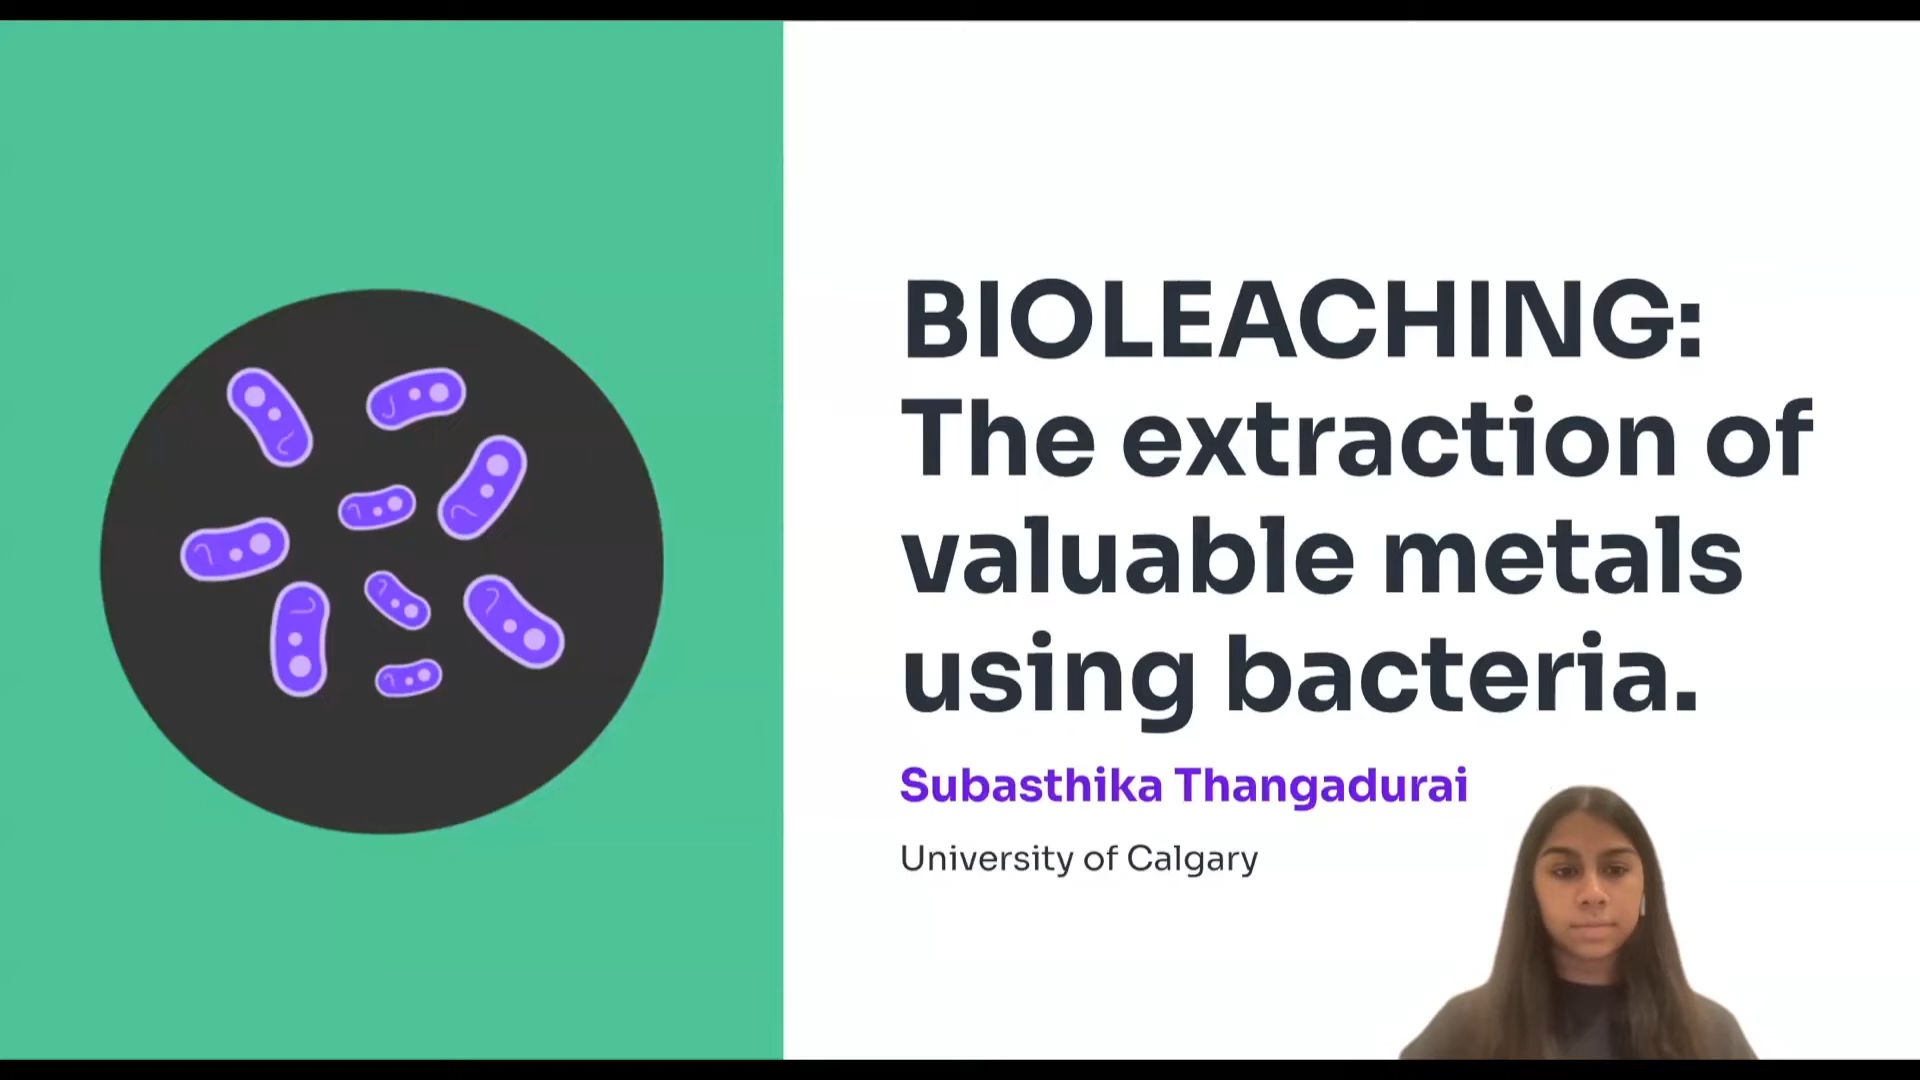 BIOLEACHING:
The extraction of
valuable metals
using bacteria.
Subasthika Thangadurai
University of Calgary